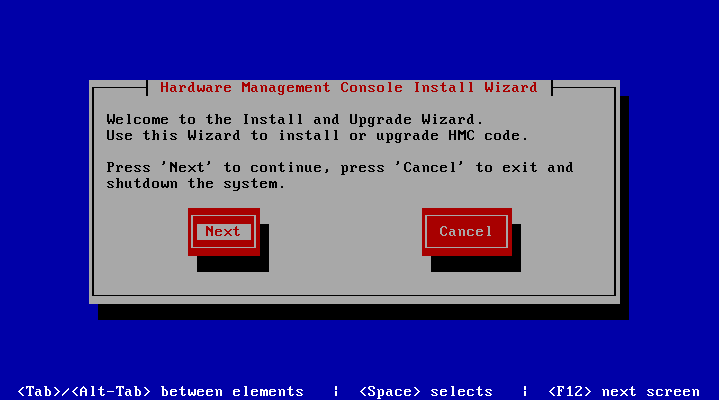 Hardware Management Console Install Wizard
Welcome to the Install and Upgrade Wizard.
Use this Wizard to install or upgrade HMC code.
Press 'Next' to continue, press 'Cancel' to exit and
shutdown the system.
Next Cancel
<Tab>/<Alt-Tab> between elements | <Space> selects | <F12> next screen